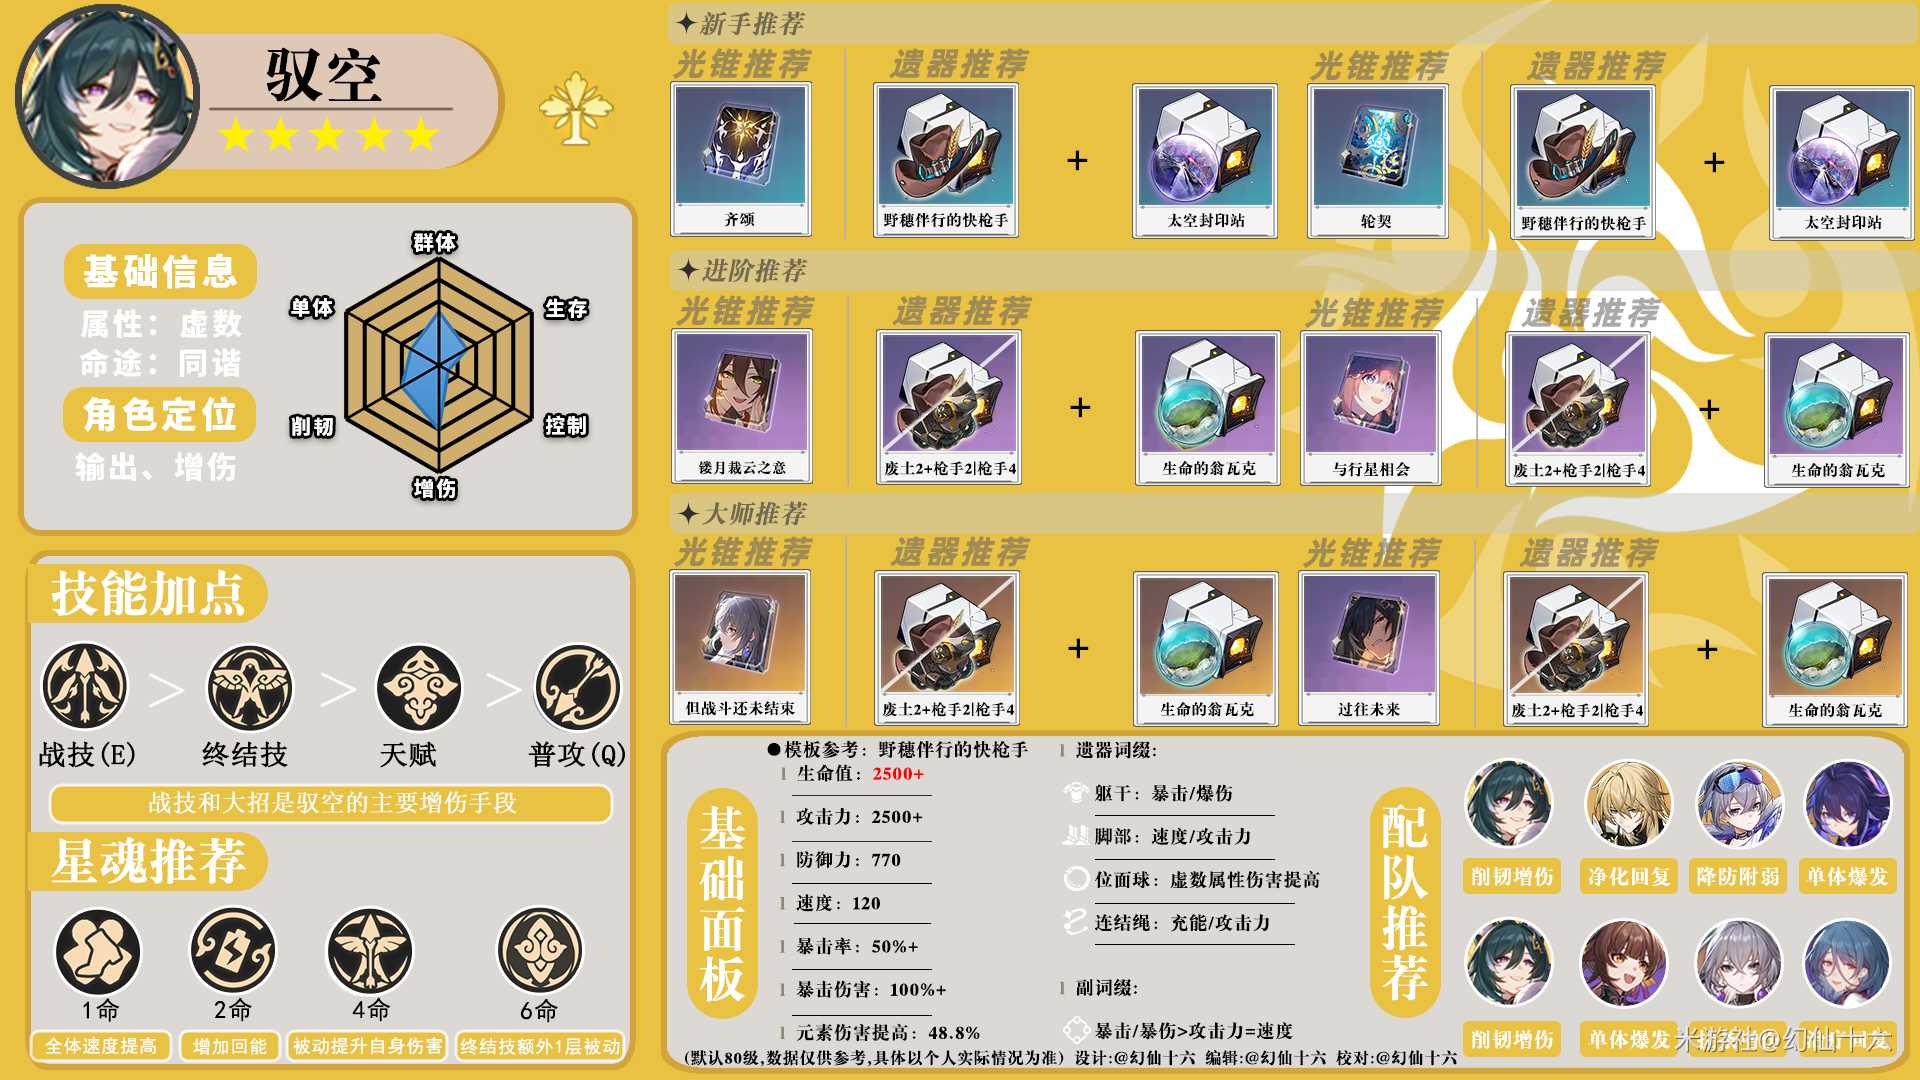 驭空
基础信息
属性：虚数
命途：同谐
角色定位
输出、增伤
群体
单体
生存
削韧
控制
增伤
技能加点
战技(E)
>
终结技
>
天赋
>
普攻(Q)
战技和大招是驭空的主要增伤手段
星魂推荐
1命
2命
4命
6命
全体速度提高
增加回能
被动提升自身伤害
终结技额外1层被动
新手推荐
光锥推荐
遗器推荐
光锥推荐
遗器推荐
齐颂
野穗伴行的快枪手
+
太空封印站
轮契
野穗伴行的快枪手
+
太空封印站
进阶推荐
光锥推荐
遗器推荐
光锥推荐
遗器推荐
镂月裁云之意
废土2+枪手2|枪手4
+
生命的翁瓦克
与行星相会
废土2+枪手2|枪手4
+
生命的翁瓦克
大师推荐
光锥推荐
遗器推荐
光锥推荐
遗器推荐
但战斗还未结束
废土2+枪手2|枪手4
+
生命的翁瓦克
过往未来
废土2+枪手2|枪手4
+
生命的翁瓦克
基础面板
●模板参考：野穗伴行的快枪手
生命值：2500+
攻击力：2500+
防御力：770
速度：120
暴击率：50%+
暴击伤害：100%+
元素伤害提高：48.8%
遗器词缀:
躯干：暴击/爆伤
脚部：速度/攻击力
位面球：虚数属性伤害提高
连结绳：充能/攻击力
副词缀:
暴击/暴伤>攻击力=速度
(默认80级,数据仅供参考,具体以个人实际情况为准) 设计:@幻仙十六 编辑:@幻仙十六 校对:@幻仙十六
配队推荐
削韧增伤
净化回复
降防附弱
单体爆发
削韧增伤
单体爆发
米游社@幻仙十六